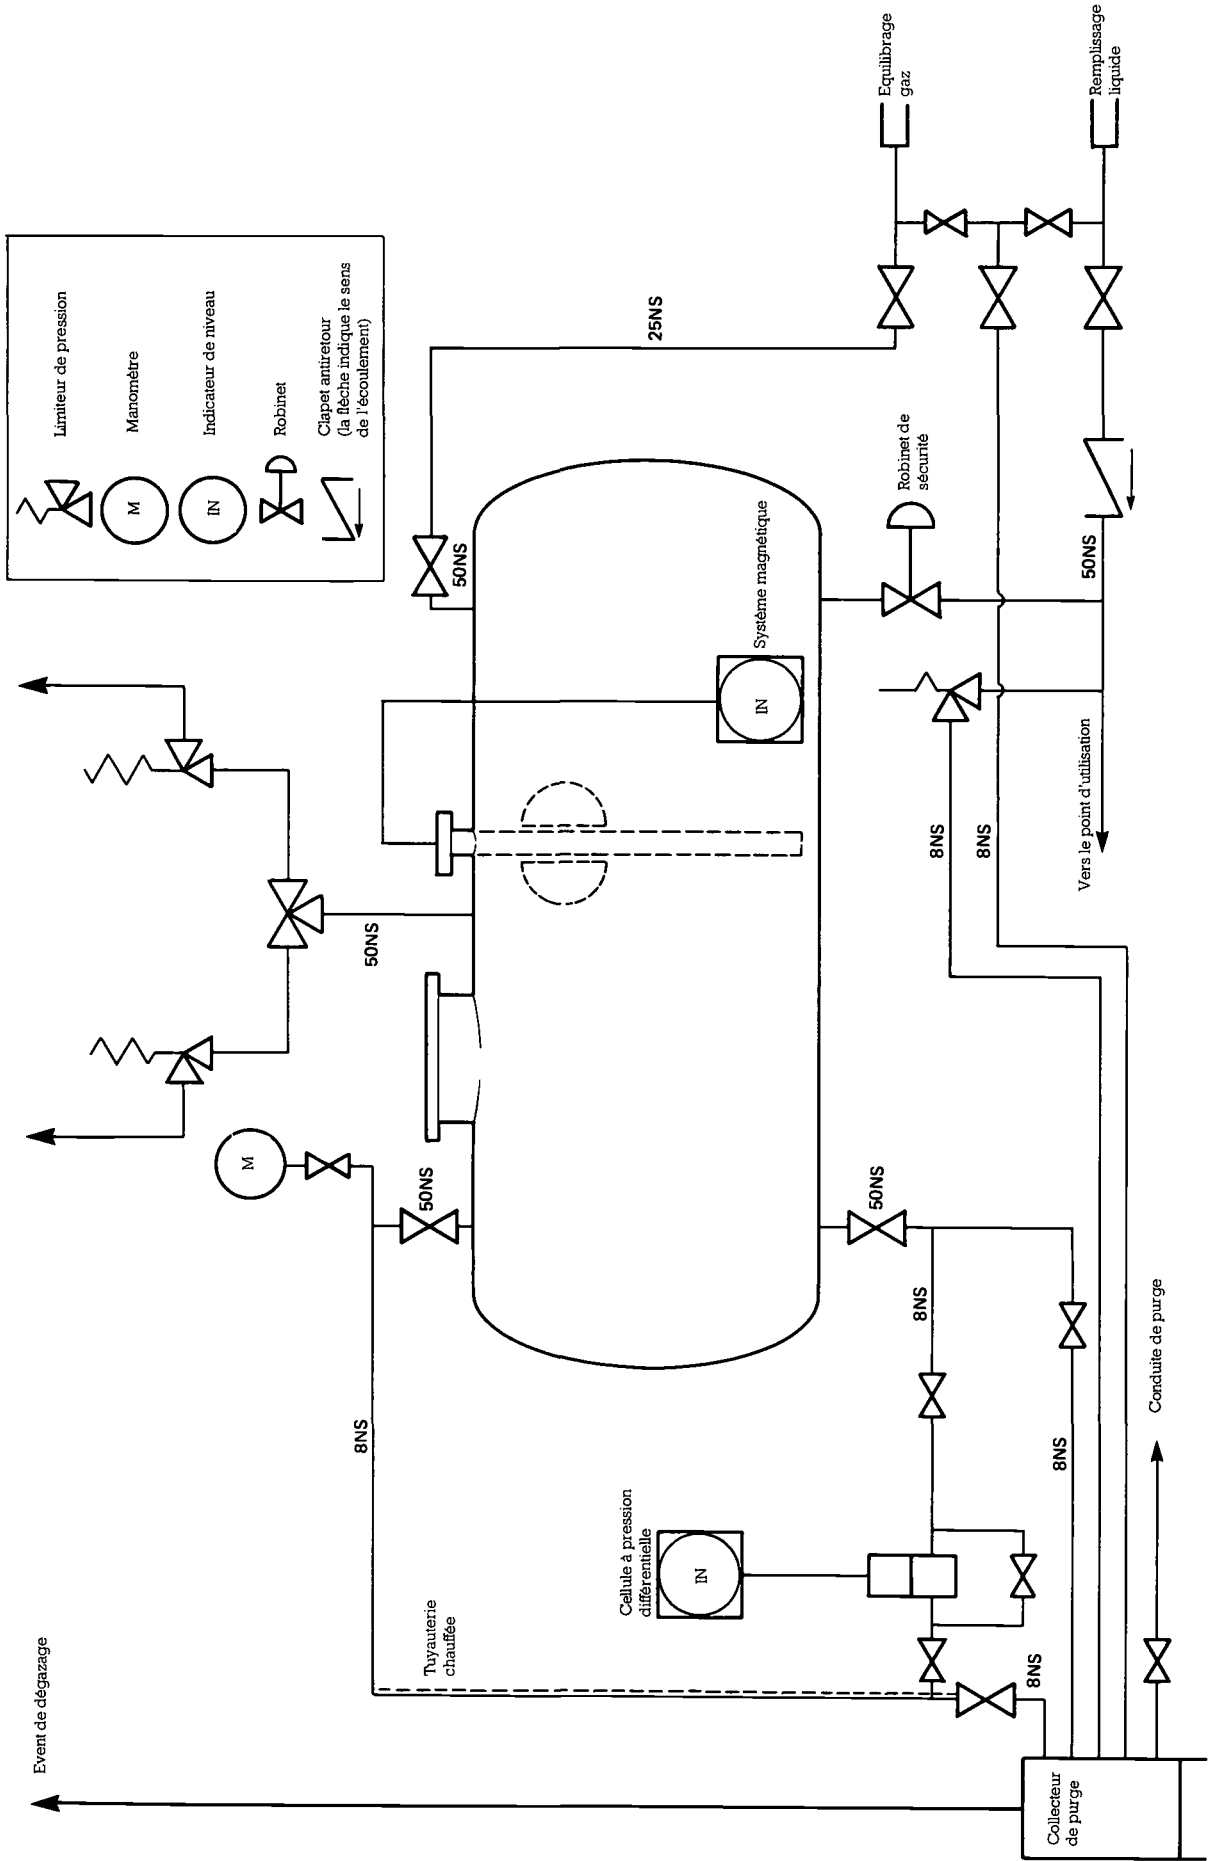 Limiteur de pression
M
Manomètre
IN
Indicateur de niveau
Robinet
Clapet antiretour
(la flèche indique le sens
de l'écoulement)
Event de dégazage
M
8NS
50NS
50NS
50NS
25NS
Equilibrage
gaz
Remplissage
liquide
Tuyauterie
chauffée
Cellule à pression
différentielle
IN
IN
Système magnétique
Robinet de
sécurité
50NS
50NS
8NS
8NS
8NS
8NS
8NS
Vers le point d'utilisation
Conduite de purge
Collecteur
de purge